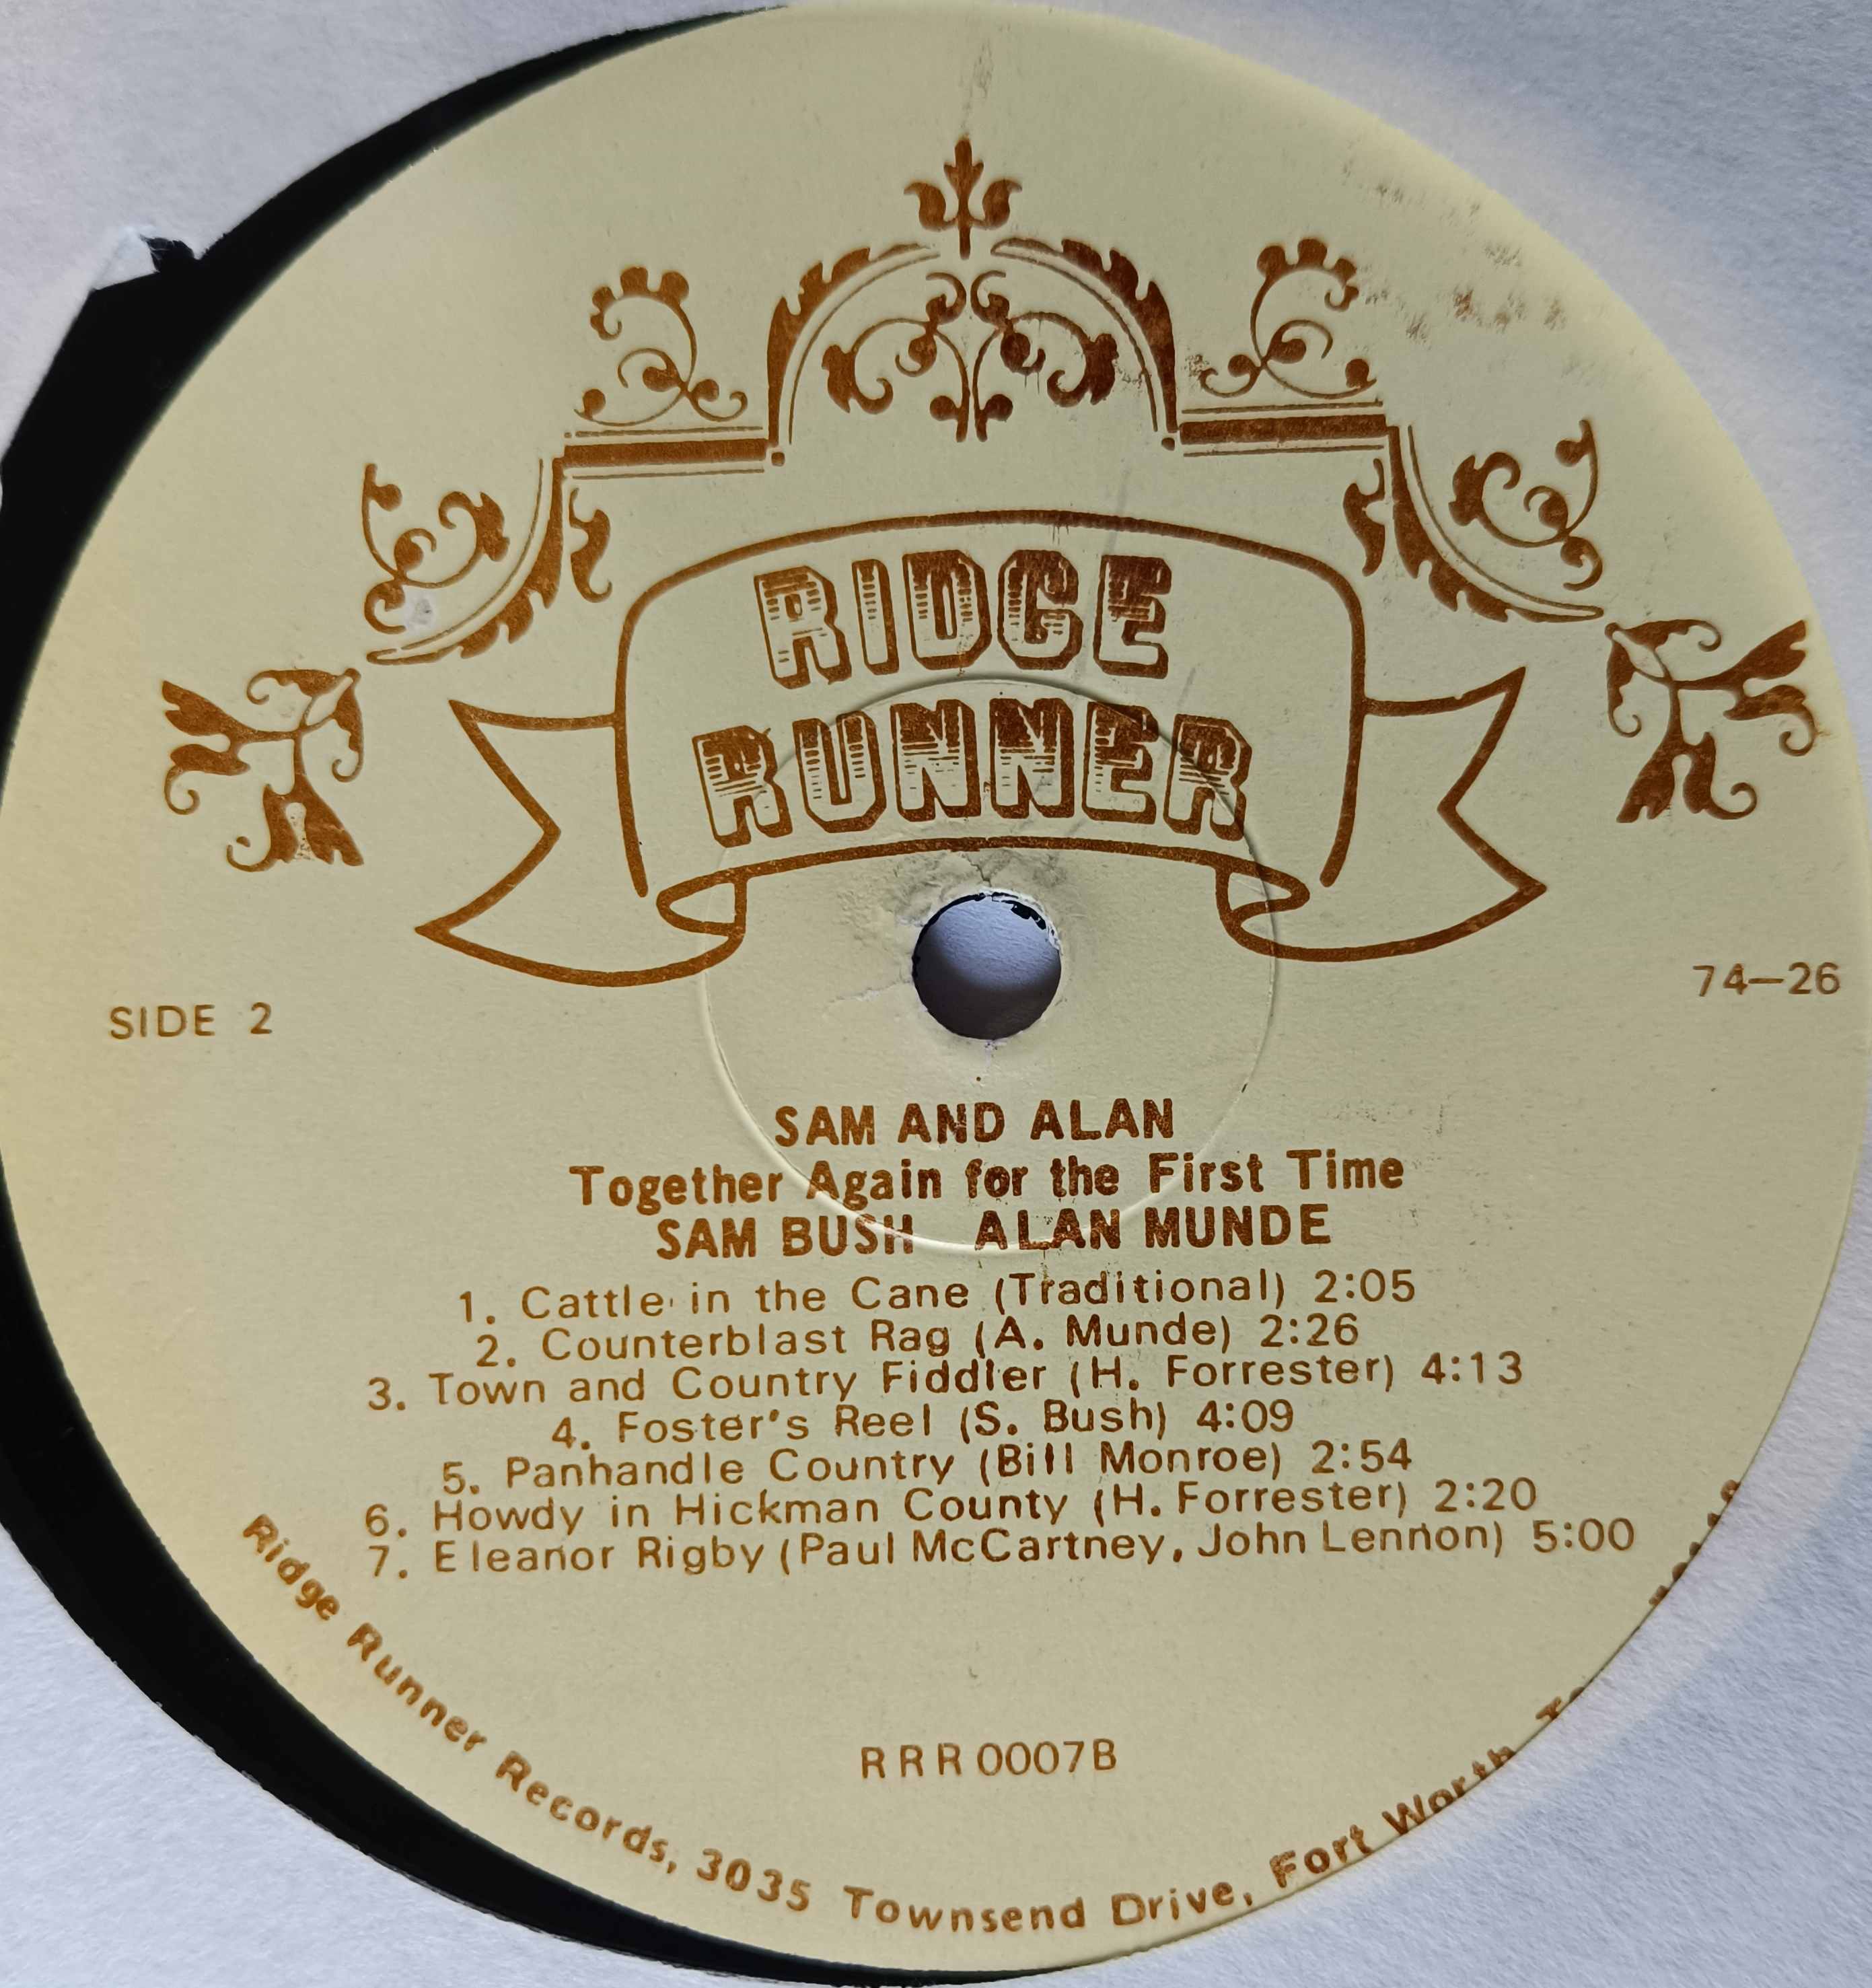 RIDGE
RUNNER
SIDE 2
74-26
SAM AND ALAN
Together Again for the First Time
SAM BUSH ALAN MUNDE
1. Cattle in the Cane (Traditional) 2:05
2. Counterblast Rag (A. Munde) 2:26
3. Town and Country Fiddler (H. Forrester) 4:13
4. Foster's Reel (S. Bush) 4:09
5. Panhandle Country (Bill Monroe) 2:54
6. Howdy in Hickman County (H. Forrester) 2:20
7. Eleanor Rigby (Paul McCartney, John Lennon) 5:00
RRR 0007B
Ridge Runner Records, 3035 Townsend Drive, Fort Worth